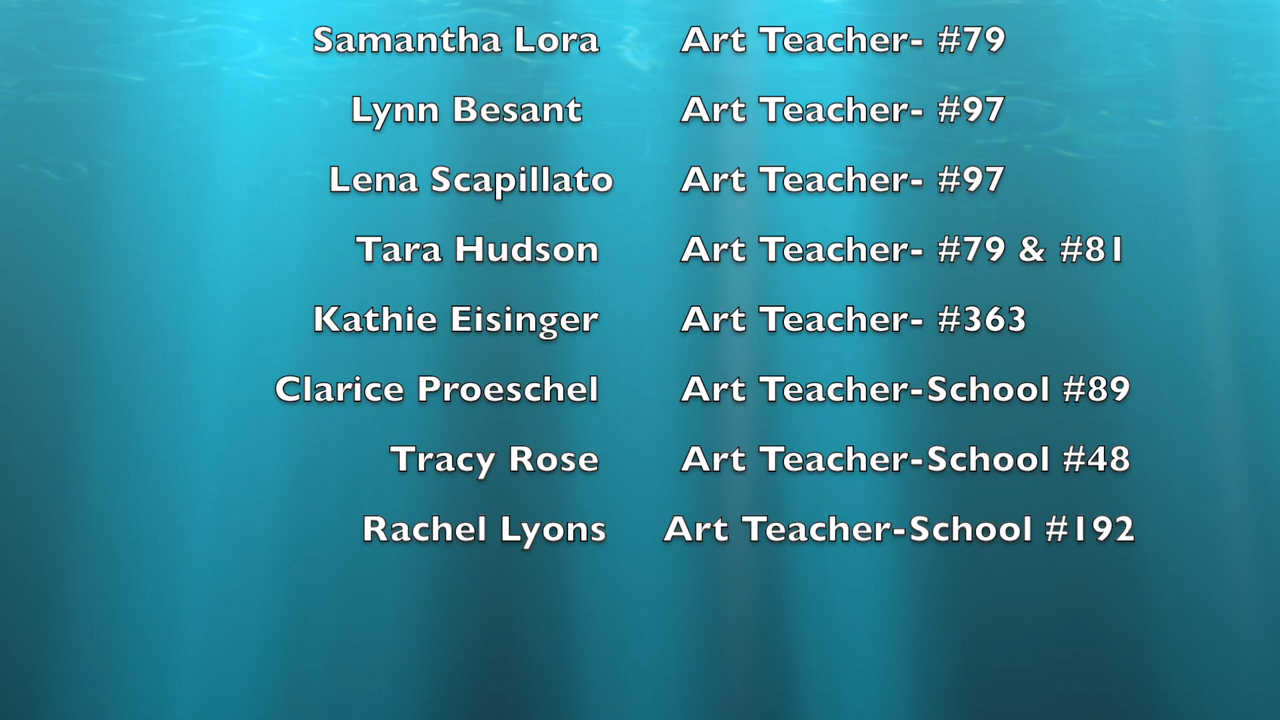 Samantha Lora Art Teacher- #79
Lynn Besant Art Teacher- #97
Lena Scapillato Art Teacher- #97
Tara Hudson Art Teacher- #79 & #81
Kathie Eisinger Art Teacher- #363
Clarice Proeschel Art Teacher-School #89
Tracy Rose Art Teacher-School #48
Rachel Lyons Art Teacher-School #192